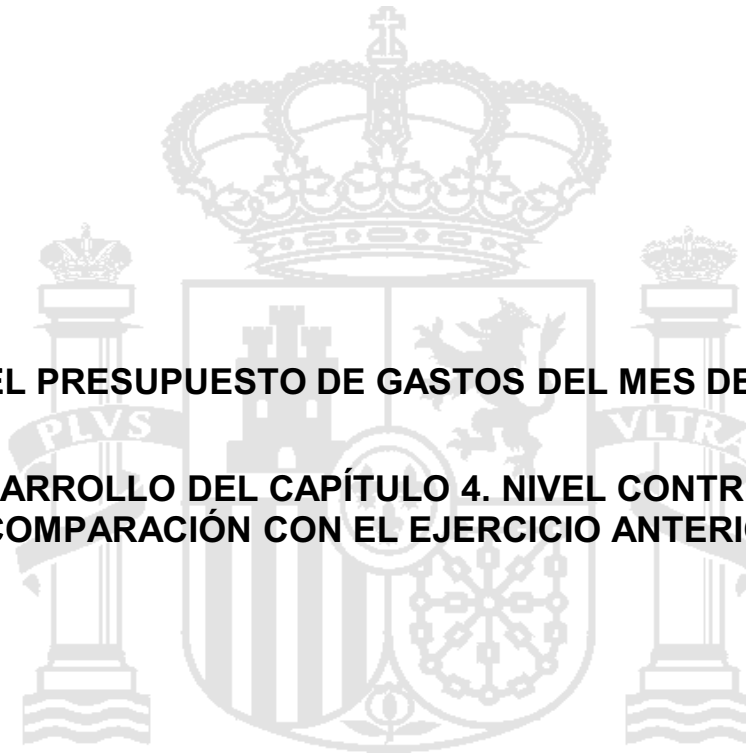 EL PRESUPUESTO DE GASTOS DEL MES DE
ARROLLO DEL CAPÍTULO 4. NIVEL CONTR
COMPARACIÓN CON EL EJERCICIO ANTERI
PLVS
VLTRA